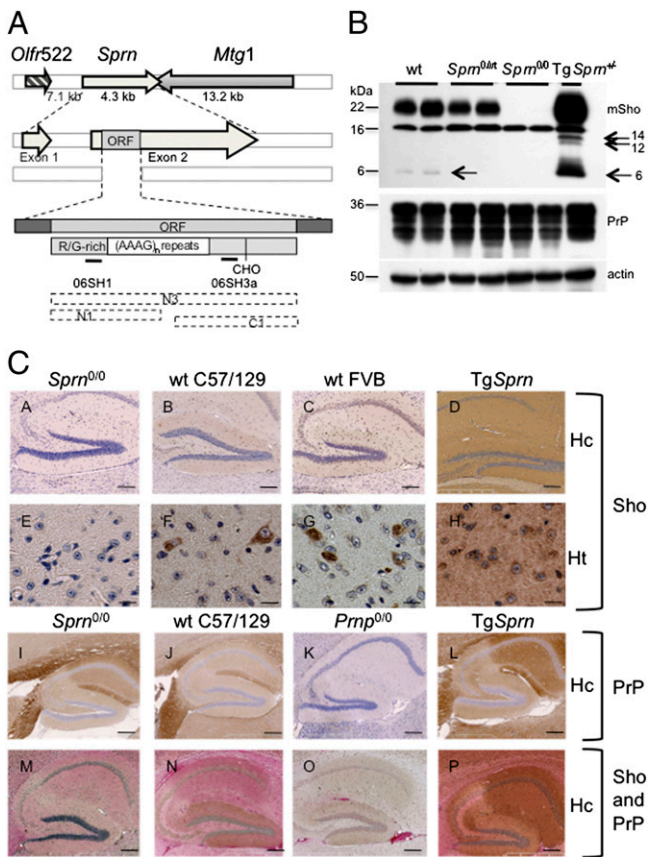 A
Olfr522 Sprn Mtg1
7.1 kb 4.3 kb 13.2 kb
ORF
Exon 1 Exon 2
ORF
R/G-rich (AAAG)n repeats
CHO
06SH1 06SH3a
N3
N1
C1
B
wt Sprn0/wt Sprn0/0 TgSprn+/-
kDa
22 mSho
16
14
12
6 6
36
PrP
50 actin
C
Sprn0/0 wt C57/129 wt FVB TgSprn
A B C D Hc
Sho
E F G H Ht
Sprn0/0 wt C57/129 Prnp0/0 TgSprn
I J K L Hc PrP
M N O P Hc Sho
and
PrP